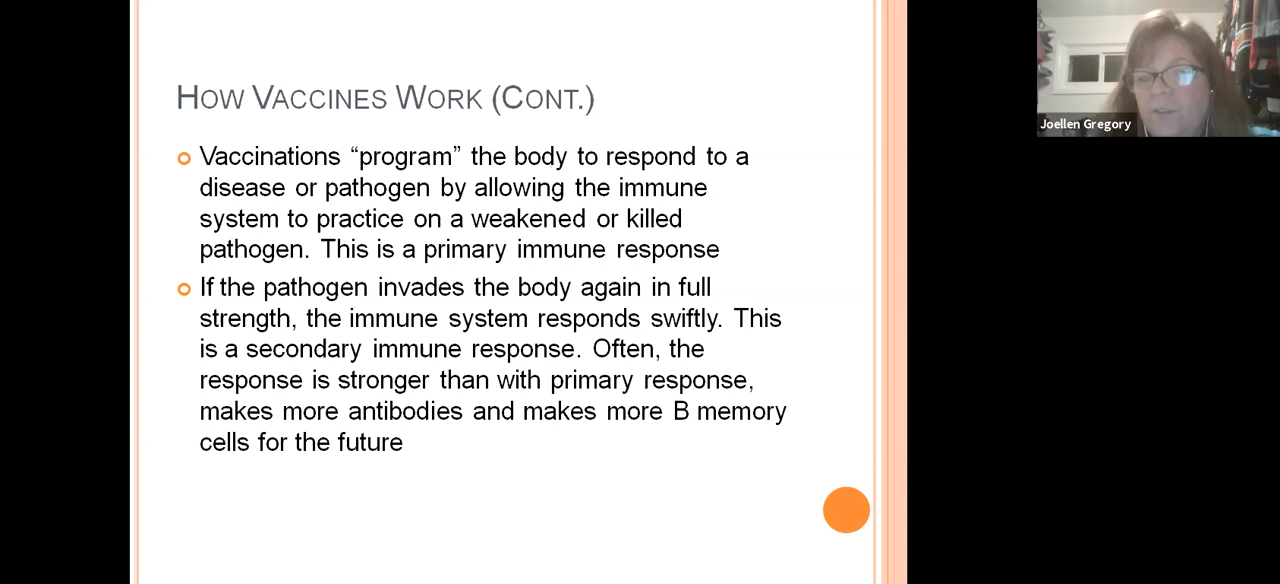 HOW VACCINES WORK (CONT.)
Vaccinations “program” the body to respond to a
disease or pathogen by allowing the immune
system to practice on a weakened or killed
pathogen. This is a primary immune response
If the pathogen invades the body again in full
strength, the immune system responds swiftly. This
is a secondary immune response. Often, the
response is stronger than with primary response,
makes more antibodies and makes more B memory
cells for the future
Joellen Gregory